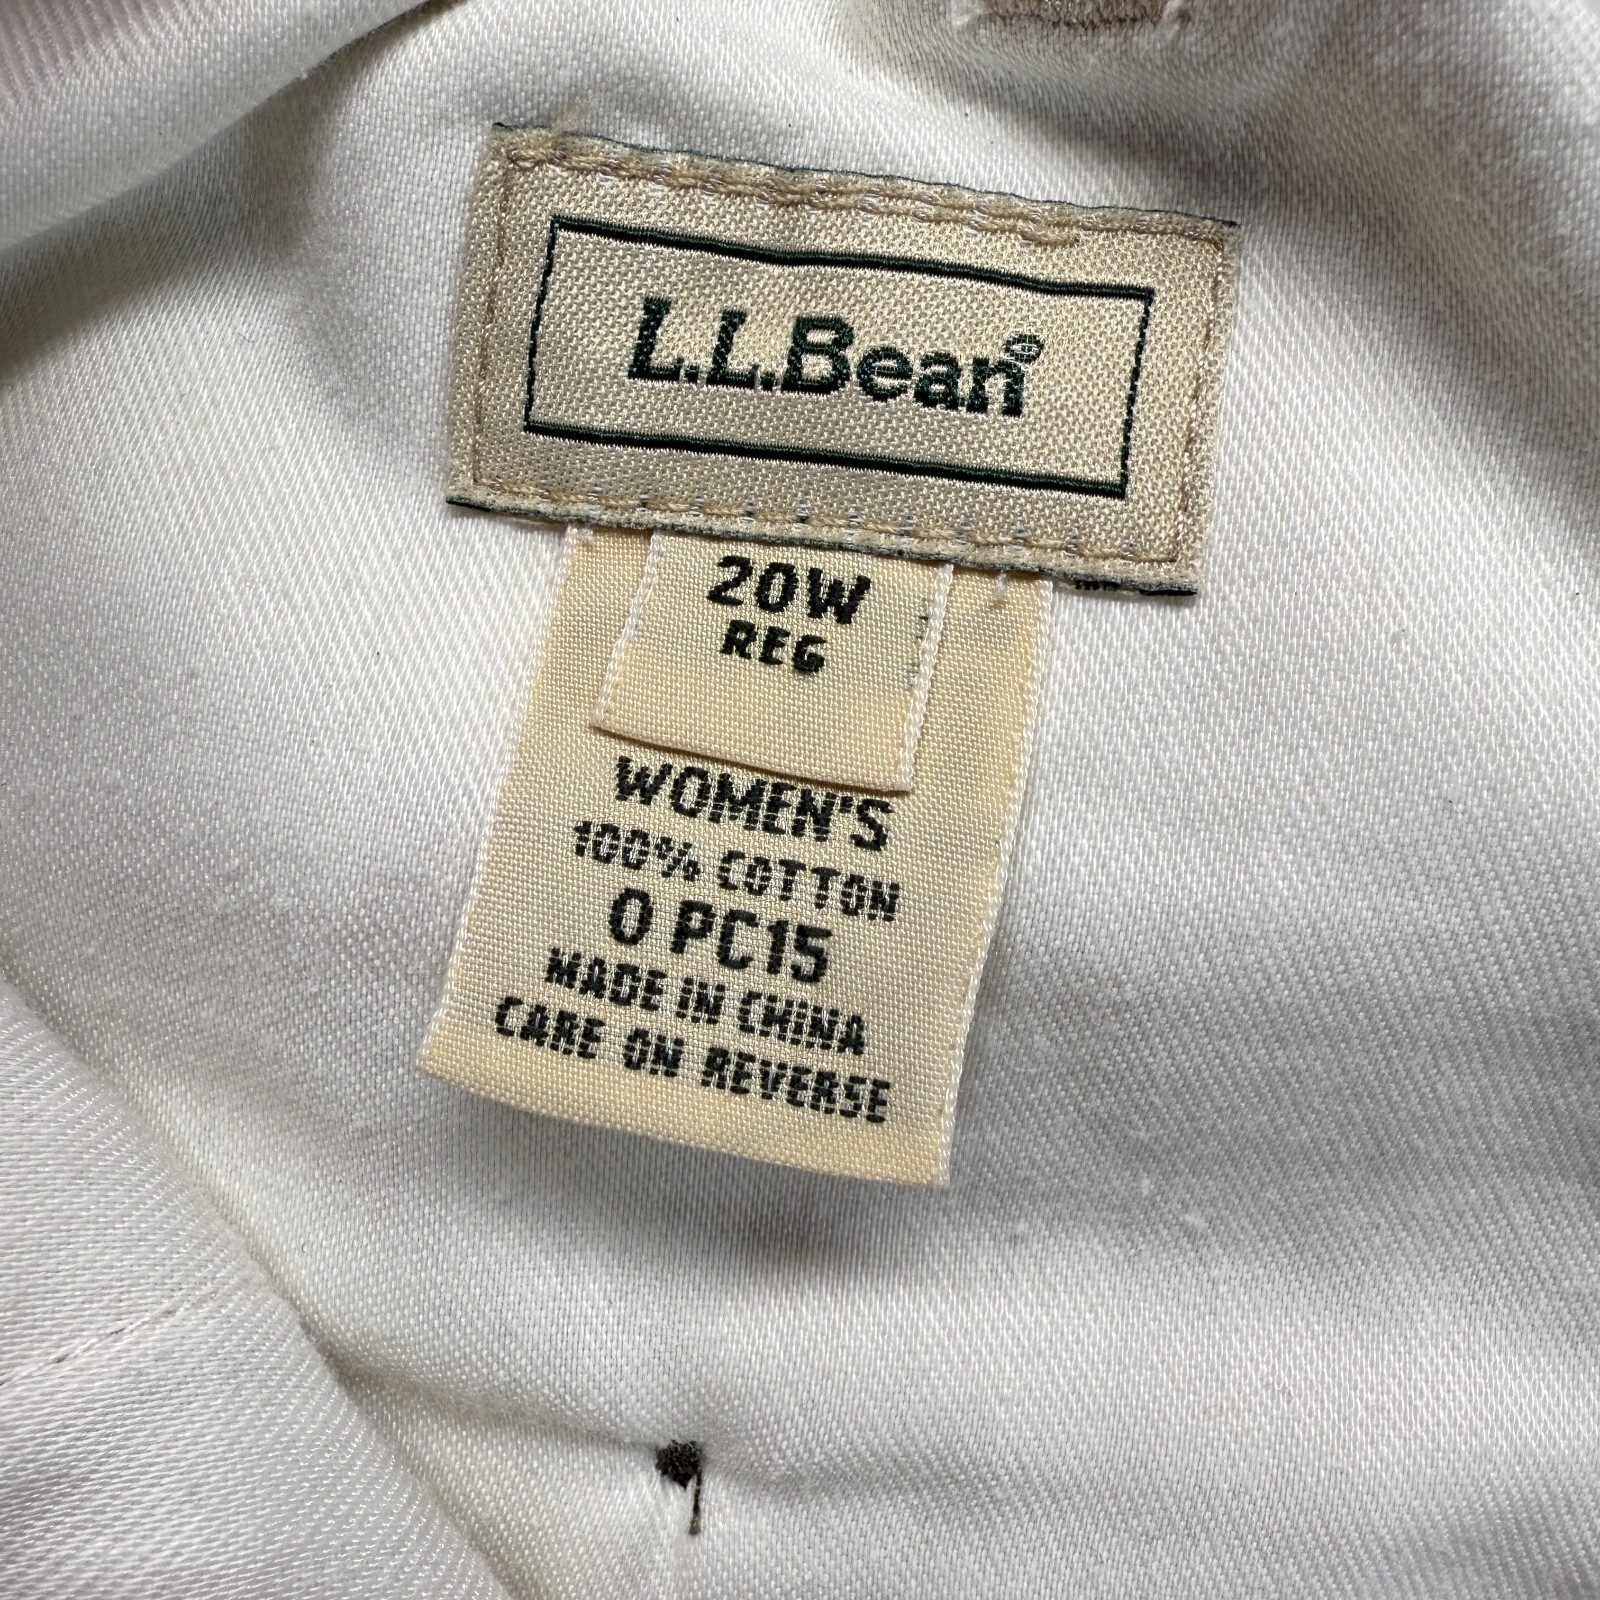 L.L.Bean®
20W
REG
WOMEN'S
100% COTTON
0 PC15
MADE IN CHINA
CARE ON REVERSE